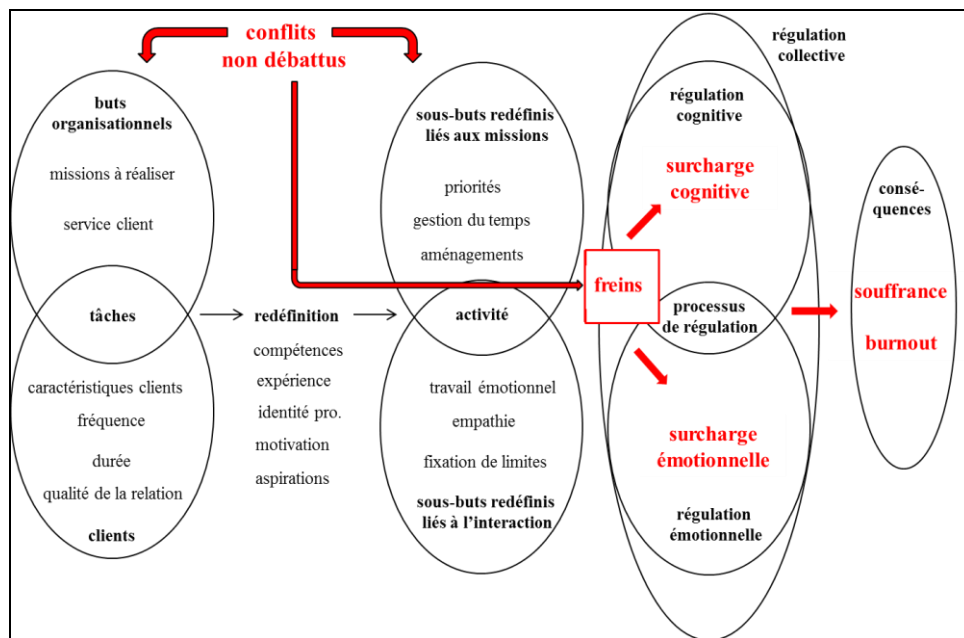 conflits
non débattus
buts
organisationnels
missions à réaliser
service client
tâches
caractéristiques clients
fréquence
durée
qualité de la relation
clients
redéfinition
compétences
expérience
identité pro.
motivation
aspirations
sous-buts redéfinis
liés aux missions
priorités
gestion du temps
aménagements
activité
travail émotionnel
empathie
fixation de limites
sous-buts redéfinis
liés à l’interaction
régulation
collective
régulation
cognitive
surcharge
cognitive
freins
processus
de régulation
surcharge
émotionnelle
régulation
émotionnelle
consé-
quences
souffrance
burnout